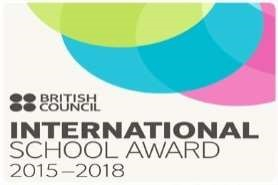 BRITISH
COUNCIL
INTERNATIONAL
SCHOOL AWARD
2015–2018